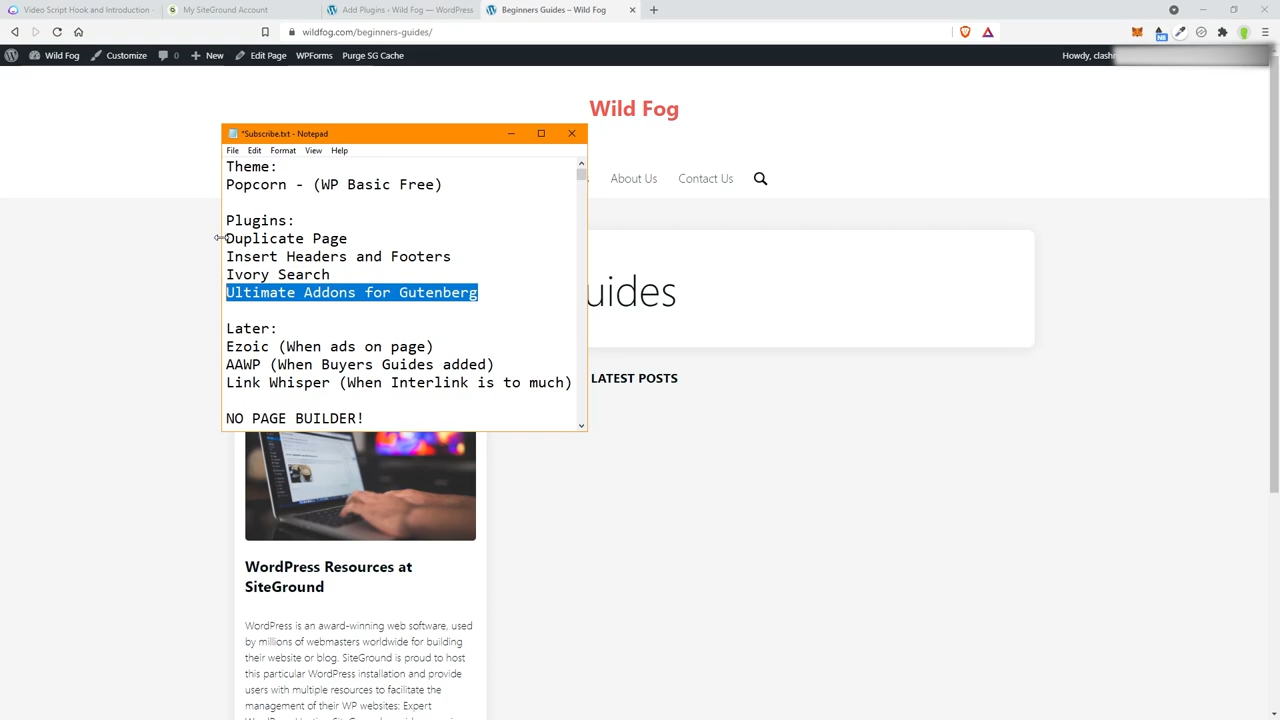 Video Script Hook and Introduction
My SiteGround Account
Add Plugins ‹ Wild Fog — WordPress
Beginners Guides – Wild Fog
wildfog.com/beginners-guides/
Wild Fog
Customize
0
New
Edit Page
WPForms
Purge SG Cache
Howdy, clash
Wild Fog
About Us
Contact Us
*Subscribe.txt - Notepad
File Edit Format View Help
Theme:
Popcorn - (WP Basic Free)
Plugins:
Duplicate Page
Insert Headers and Footers
Ivory Search
Ultimate Addons for Gutenberg
Later:
Ezoic (When ads on page)
AAWP (When Buyers Guides added)
Link Whisper (When Interlink is to much)
NO PAGE BUILDER!
uides
LATEST POSTS
WordPress Resources at
SiteGround
WordPress is an award-winning web software, used
by millions of webmasters worldwide for building
their website or blog. SiteGround is proud to host
this particular WordPress installation and provide
users with multiple resources to facilitate the
management of their WP websites: Expert